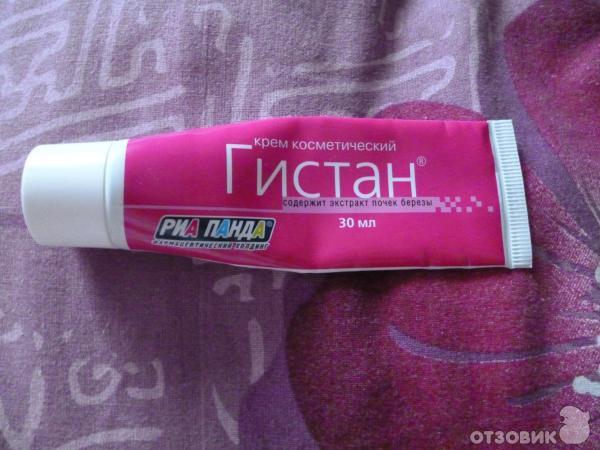 крем косметический
Гистан®
содержит экстракт почек березы
30 мл
РИА ПАНДА®
ФАРМАЦЕВТИЧЕСКИЙ ХОЛДИНГ
ОТЗОВИК